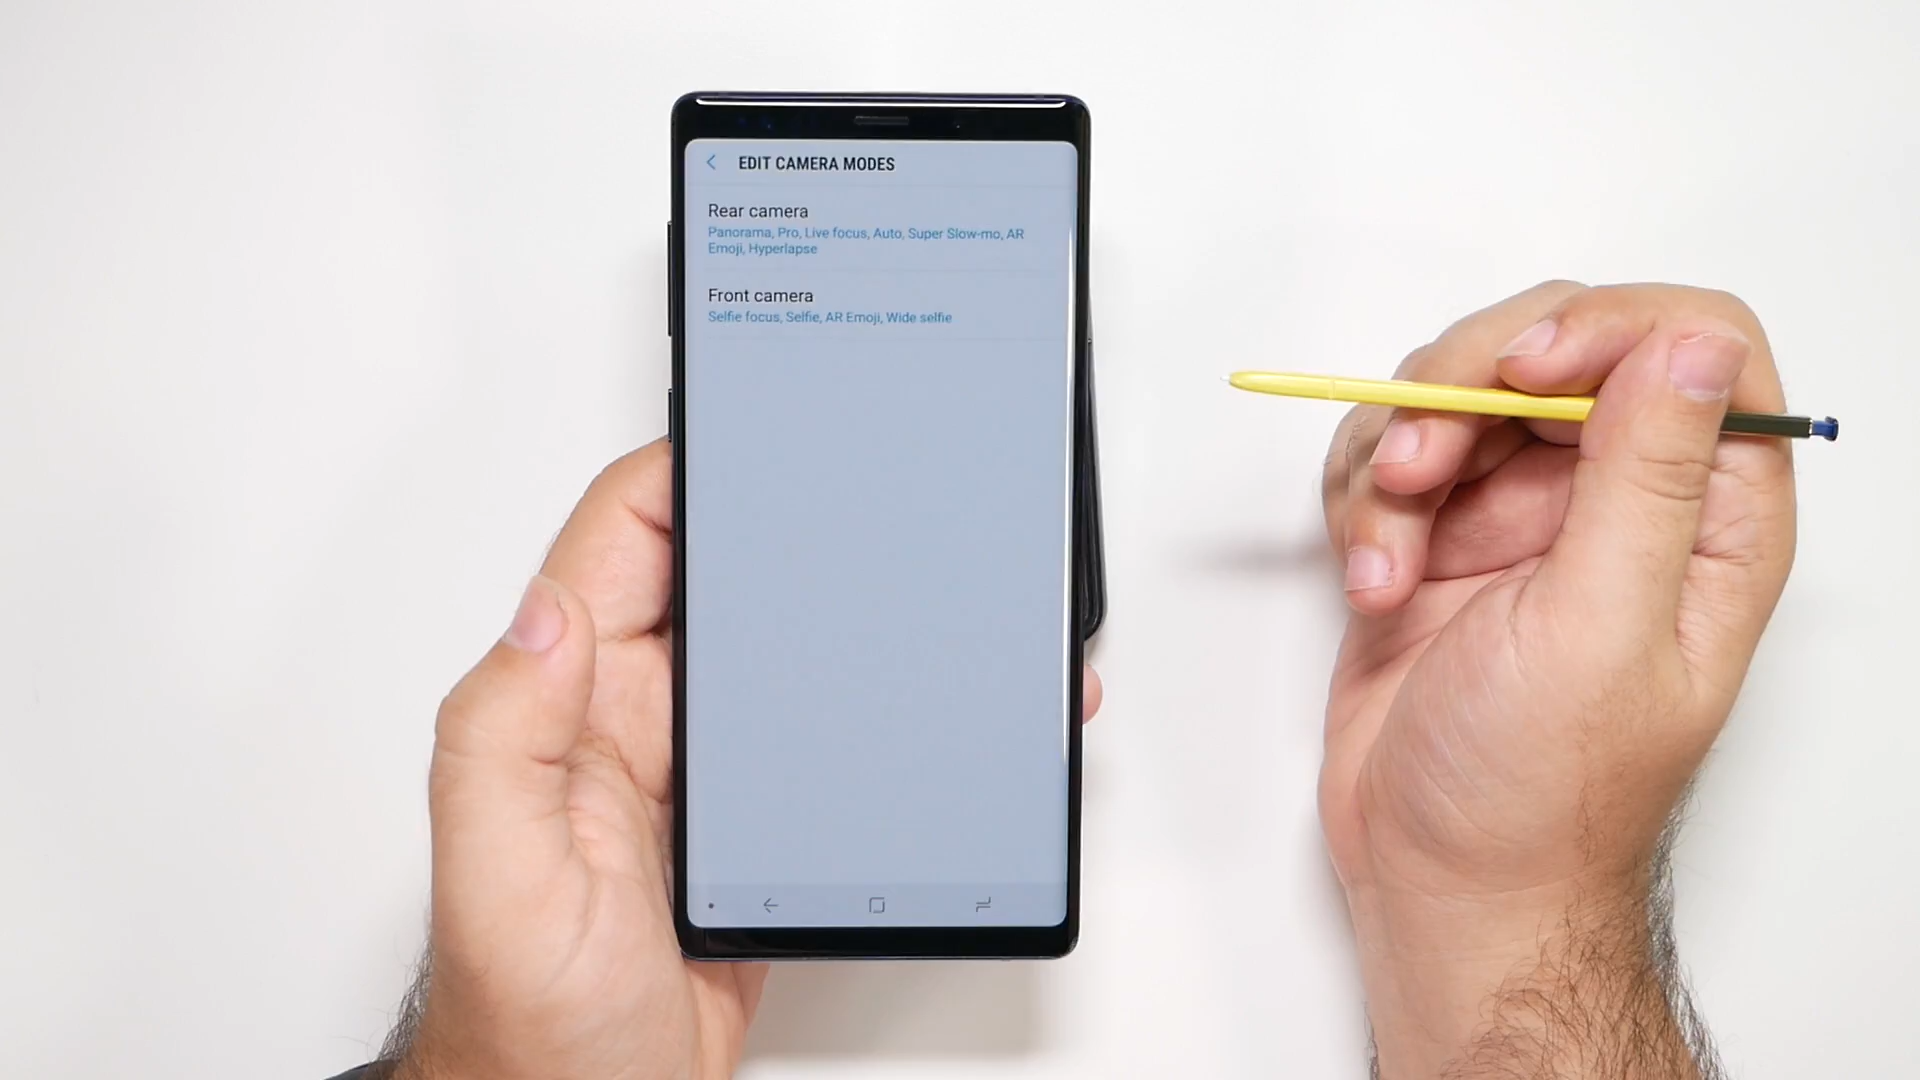 EDIT CAMERA MODES
Rear camera
Panorama, Pro, Live focus, Auto, Super Slow-mo, AR
Emoji, Hyperlapse
Front camera
Selfie focus, Selfie, AR Emoji, Wide selfie